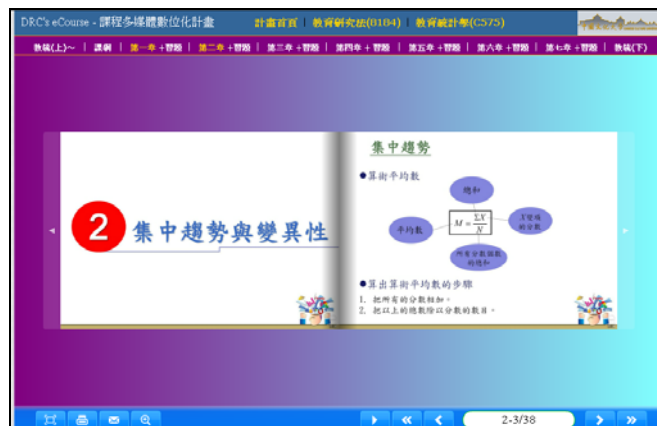 DRC's eCourse - 課程多媒體數位化計畫 計畫首頁 | 教育研究法(8184) | 教育統計學(C575)
教稿(上)~ | 課綱 | 第一章 +習題 | 第二章 +習題 | 第三章 +習題 | 第四章 + 習題 | 第五章 +習題 | 第六章 +習題 | 第七章 +習題 | 教稿(下)
2 集中趨勢與變異性
集中趨勢
●算術平均數
總和
平均數
M = ΣX / N
X變項
的分數
所有分數個數
的總和
●算出算術平均數的步驟
1. 把所有的分數相加。
2. 把以上的總數除以分數的數目。
2-3/38